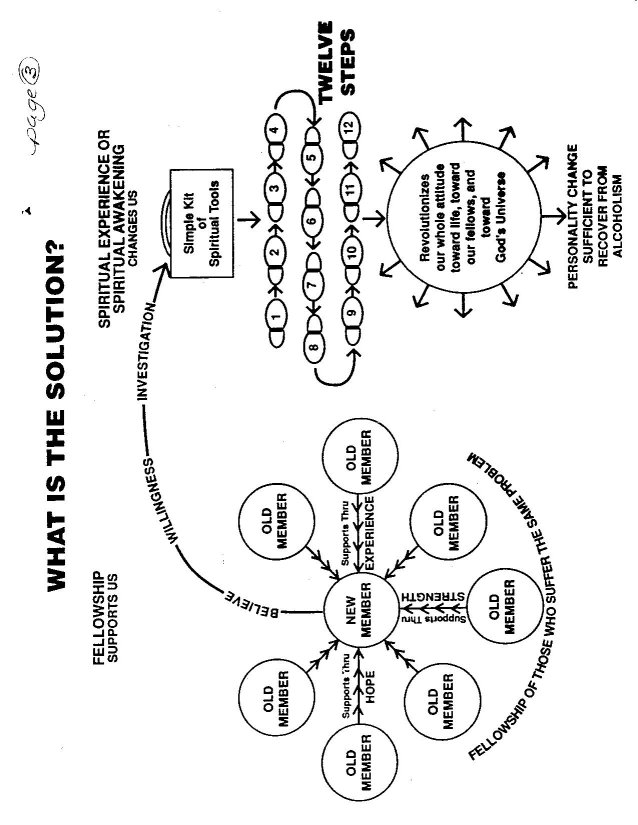 page 3
WHAT IS THE SOLUTION?
FELLOWSHIP
SUPPORTS US
SPIRITUAL EXPERIENCE OR
SPIRITUAL AWAKENING
CHANGES US
BELIEVE
WILLINGNESS
INVESTIGATION
OLD
MEMBER
OLD
MEMBER
OLD
MEMBER
OLD
MEMBER
OLD
MEMBER
OLD
MEMBER
OLD
MEMBER
NEW
MEMBER
Supports Thru
HOPE
Supports Thru
EXPERIENCE
Supports Thru
STRENGTH
FELLOWSHIP OF THOSE WHO SUFFER THE SAME PROBLEM
Simple Kit
of
Spiritual Tools
1 2 3 4
8 7 6 5
9 10 11 12
TWELVE
STEPS
Revolutionizes
our whole attitude
toward life, toward
our fellows, and
toward
God's Universe
PERSONALITY CHANGE
SUFFICIENT TO
RECOVER FROM
ALCOHOLISM